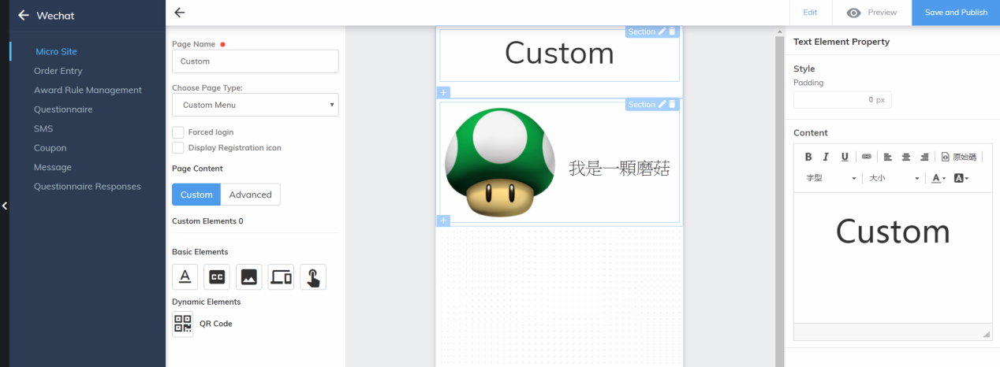 Wechat
Micro Site
Order Entry
Award Rule Management
Questionnaire
SMS
Coupon
Message
Questionnaire Responses
Page Name
Custom
Choose Page Type:
Custom Menu
Forced login
Display Registration icon
Page Content
Custom Advanced
Custom Elements 0
Basic Elements
A CC
Dynamic Elements
QR Code
Section
Custom
Section
我是一顆蘑菇
Edit Preview Save and Publish
Text Element Property
Style
Padding
0 px
Content
B I U 原始碼
字型 大小 A A
Custom